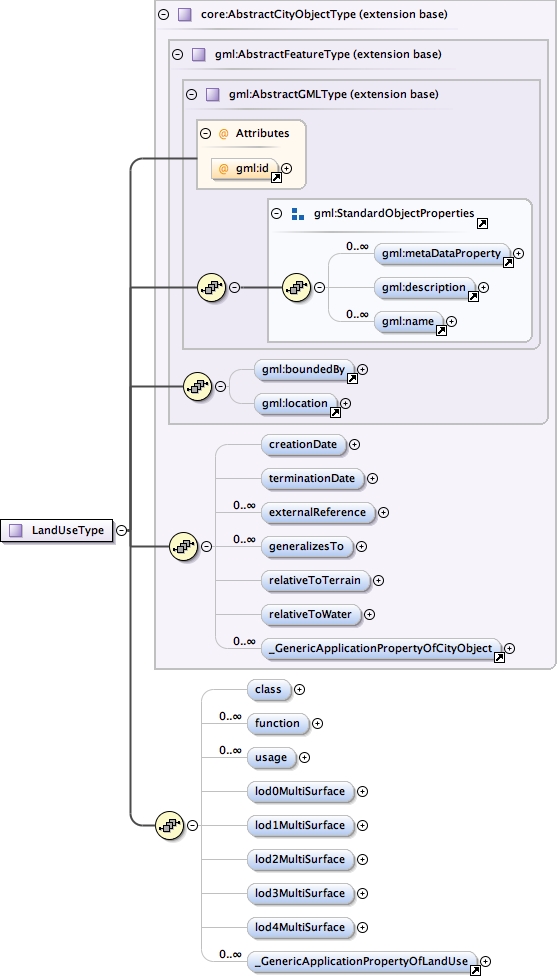 core:AbstractCityObjectType (extension base)
gml:AbstractFeatureType (extension base)
gml:AbstractGMLType (extension base)
@ Attributes
@ gml:id
gml:StandardObjectProperties
0..∞ gml:metaDataProperty
gml:description
0..∞ gml:name
gml:boundedBy
gml:location
creationDate
terminationDate
0..∞ externalReference
0..∞ generalizesTo
relativeToTerrain
relativeToWater
0..∞ _GenericApplicationPropertyOfCityObject
LandUseType
class
0..∞ function
0..∞ usage
lod0MultiSurface
lod1MultiSurface
lod2MultiSurface
lod3MultiSurface
lod4MultiSurface
0..∞ _GenericApplicationPropertyOfLandUse